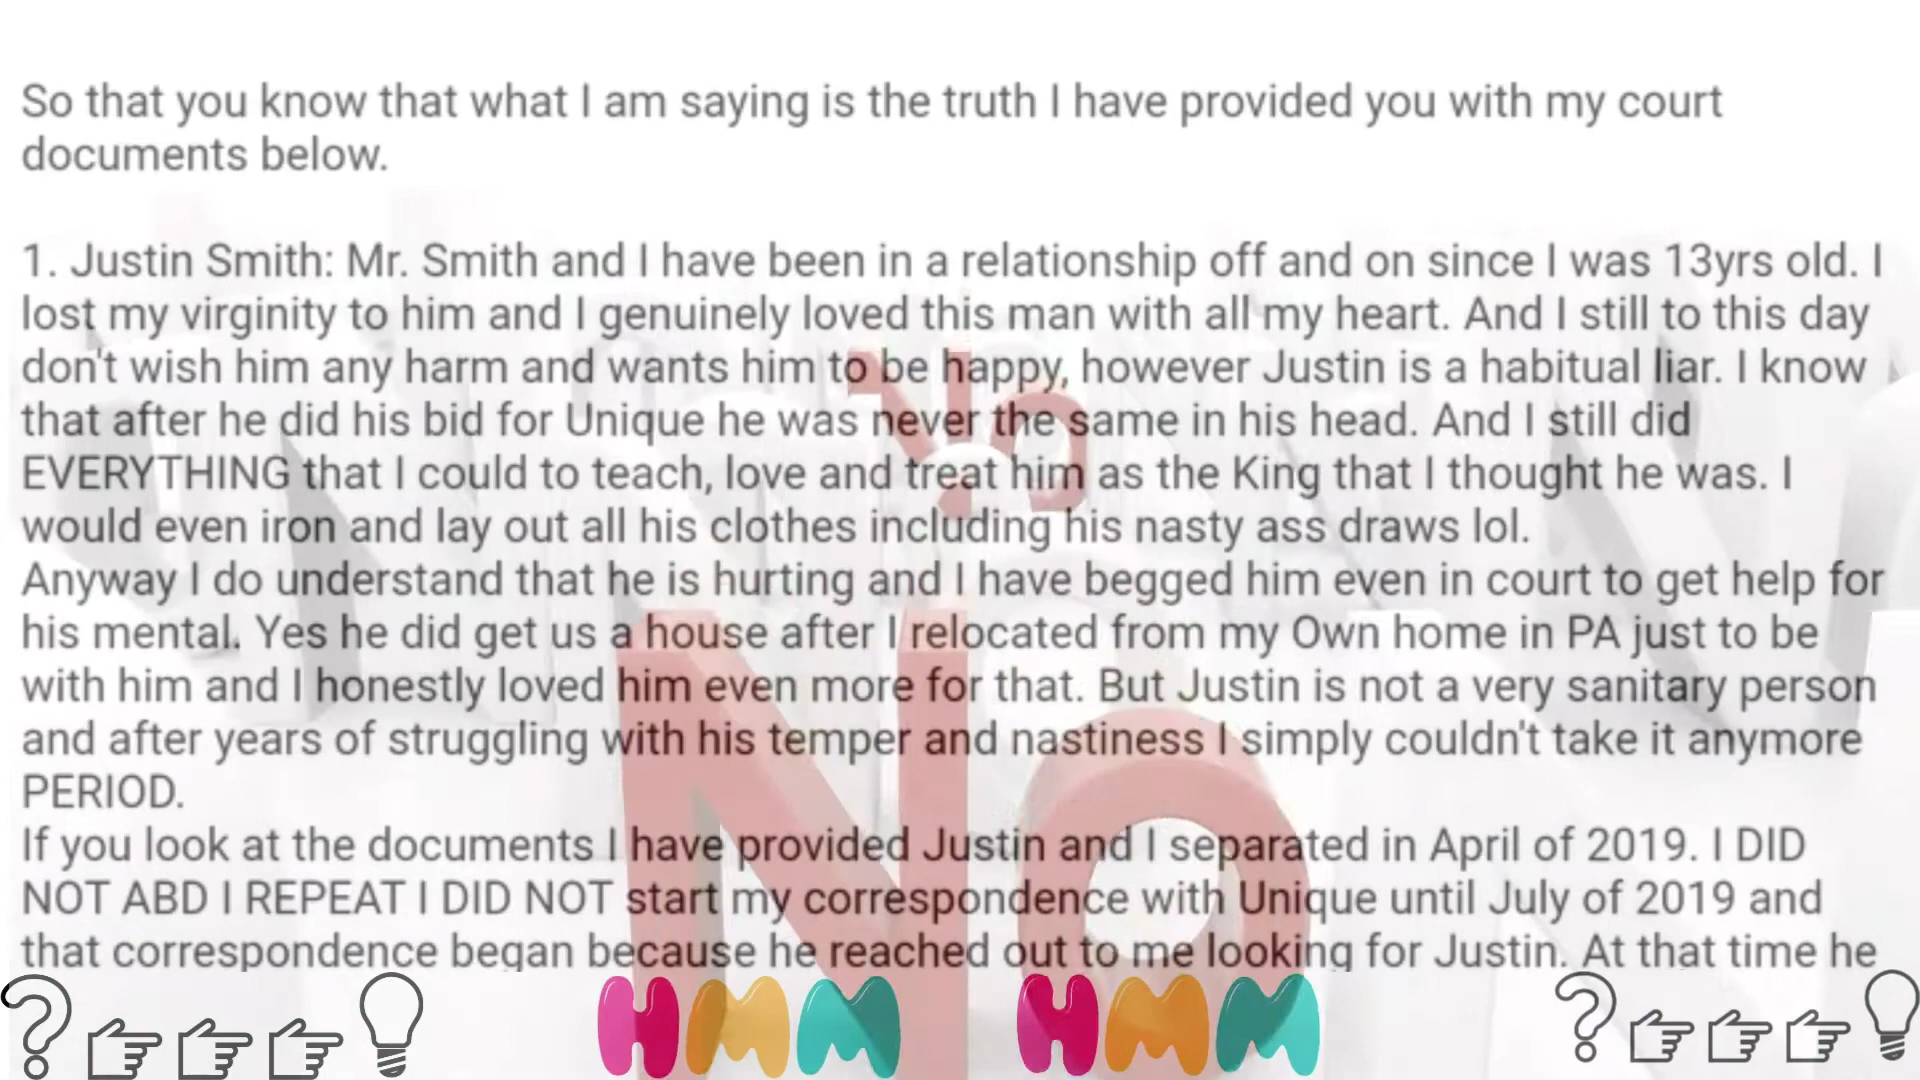 So that you know that what I am saying is the truth I have provided you with my court
documents below.
1. Justin Smith: Mr. Smith and I have been in a relationship off and on since I was 13yrs old. I
lost my virginity to him and I genuinely loved this man with all my heart. And I still to this day
don't wish him any harm and wants him to be happy, however Justin is a habitual liar. I know
that after he did his bid for Unique he was never the same in his head. And I still did
EVERYTHING that I could to teach, love and treat him as the King that I thought he was. I
would even iron and lay out all his clothes including his nasty ass draws lol.
Anyway I do understand that he is hurting and I have begged him even in court to get help for
his mental. Yes he did get us a house after I relocated from my Own home in PA just to be
with him and I honestly loved him even more for that. But Justin is not a very sanitary person
and after years of struggling with his temper and nastiness I simply couldn't take it anymore
PERIOD.
If you look at the documents I have provided Justin and I separated in April of 2019. I DID
NOT ABD I REPEAT I DID NOT start my correspondence with Unique until July of 2019 and
that correspondence began because he reached out to me looking for Justin. At that time he
No
No
? HMM HMM ?